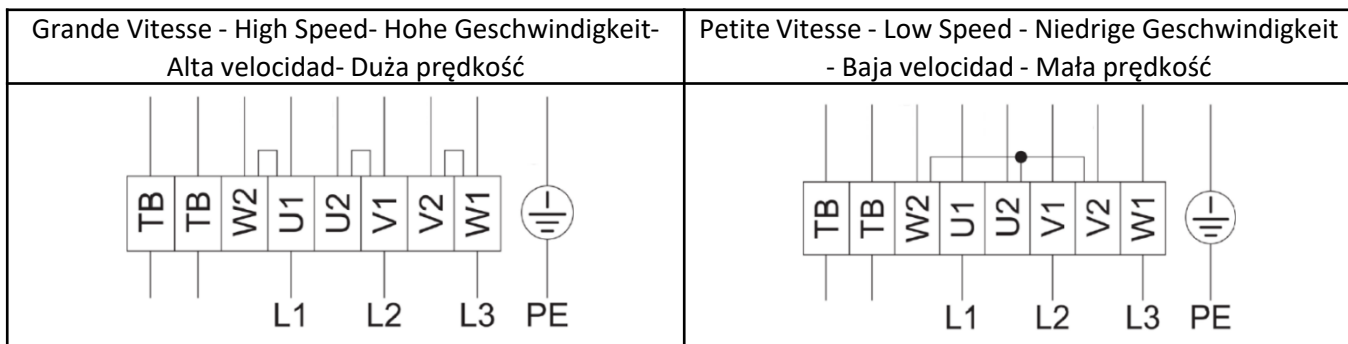 Grande Vitesse - High Speed- Hohe Geschwindigkeit-
Alta velocidad- Duża prędkość
Petite Vitesse - Low Speed - Niedrige Geschwindigkeit
- Baja velocidad - Mała prędkość
TB TB W2 U1 U2 V1 V2 W1
L1 L2 L3 PE
TB TB W2 U1 U2 V1 V2 W1
L1 L2 L3 PE